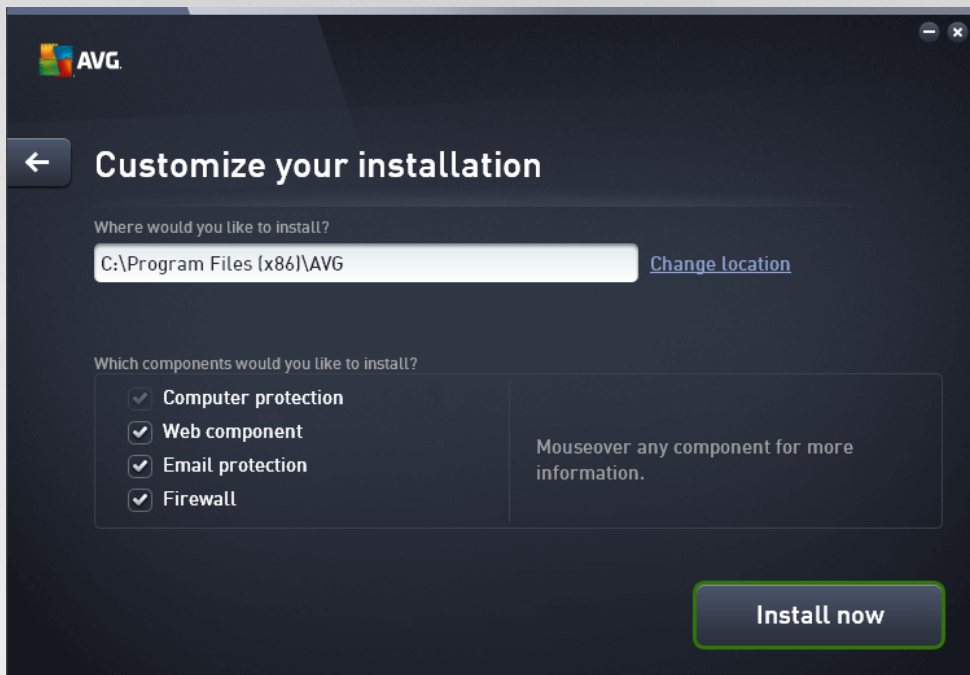 AVG.
Customize your installation
Where would you like to install?
C:\Program Files (x86)\AVG
Change location
Which components would you like to install?
Computer protection
Web component
Email protection
Firewall
Mouseover any component for more
information.
Install now